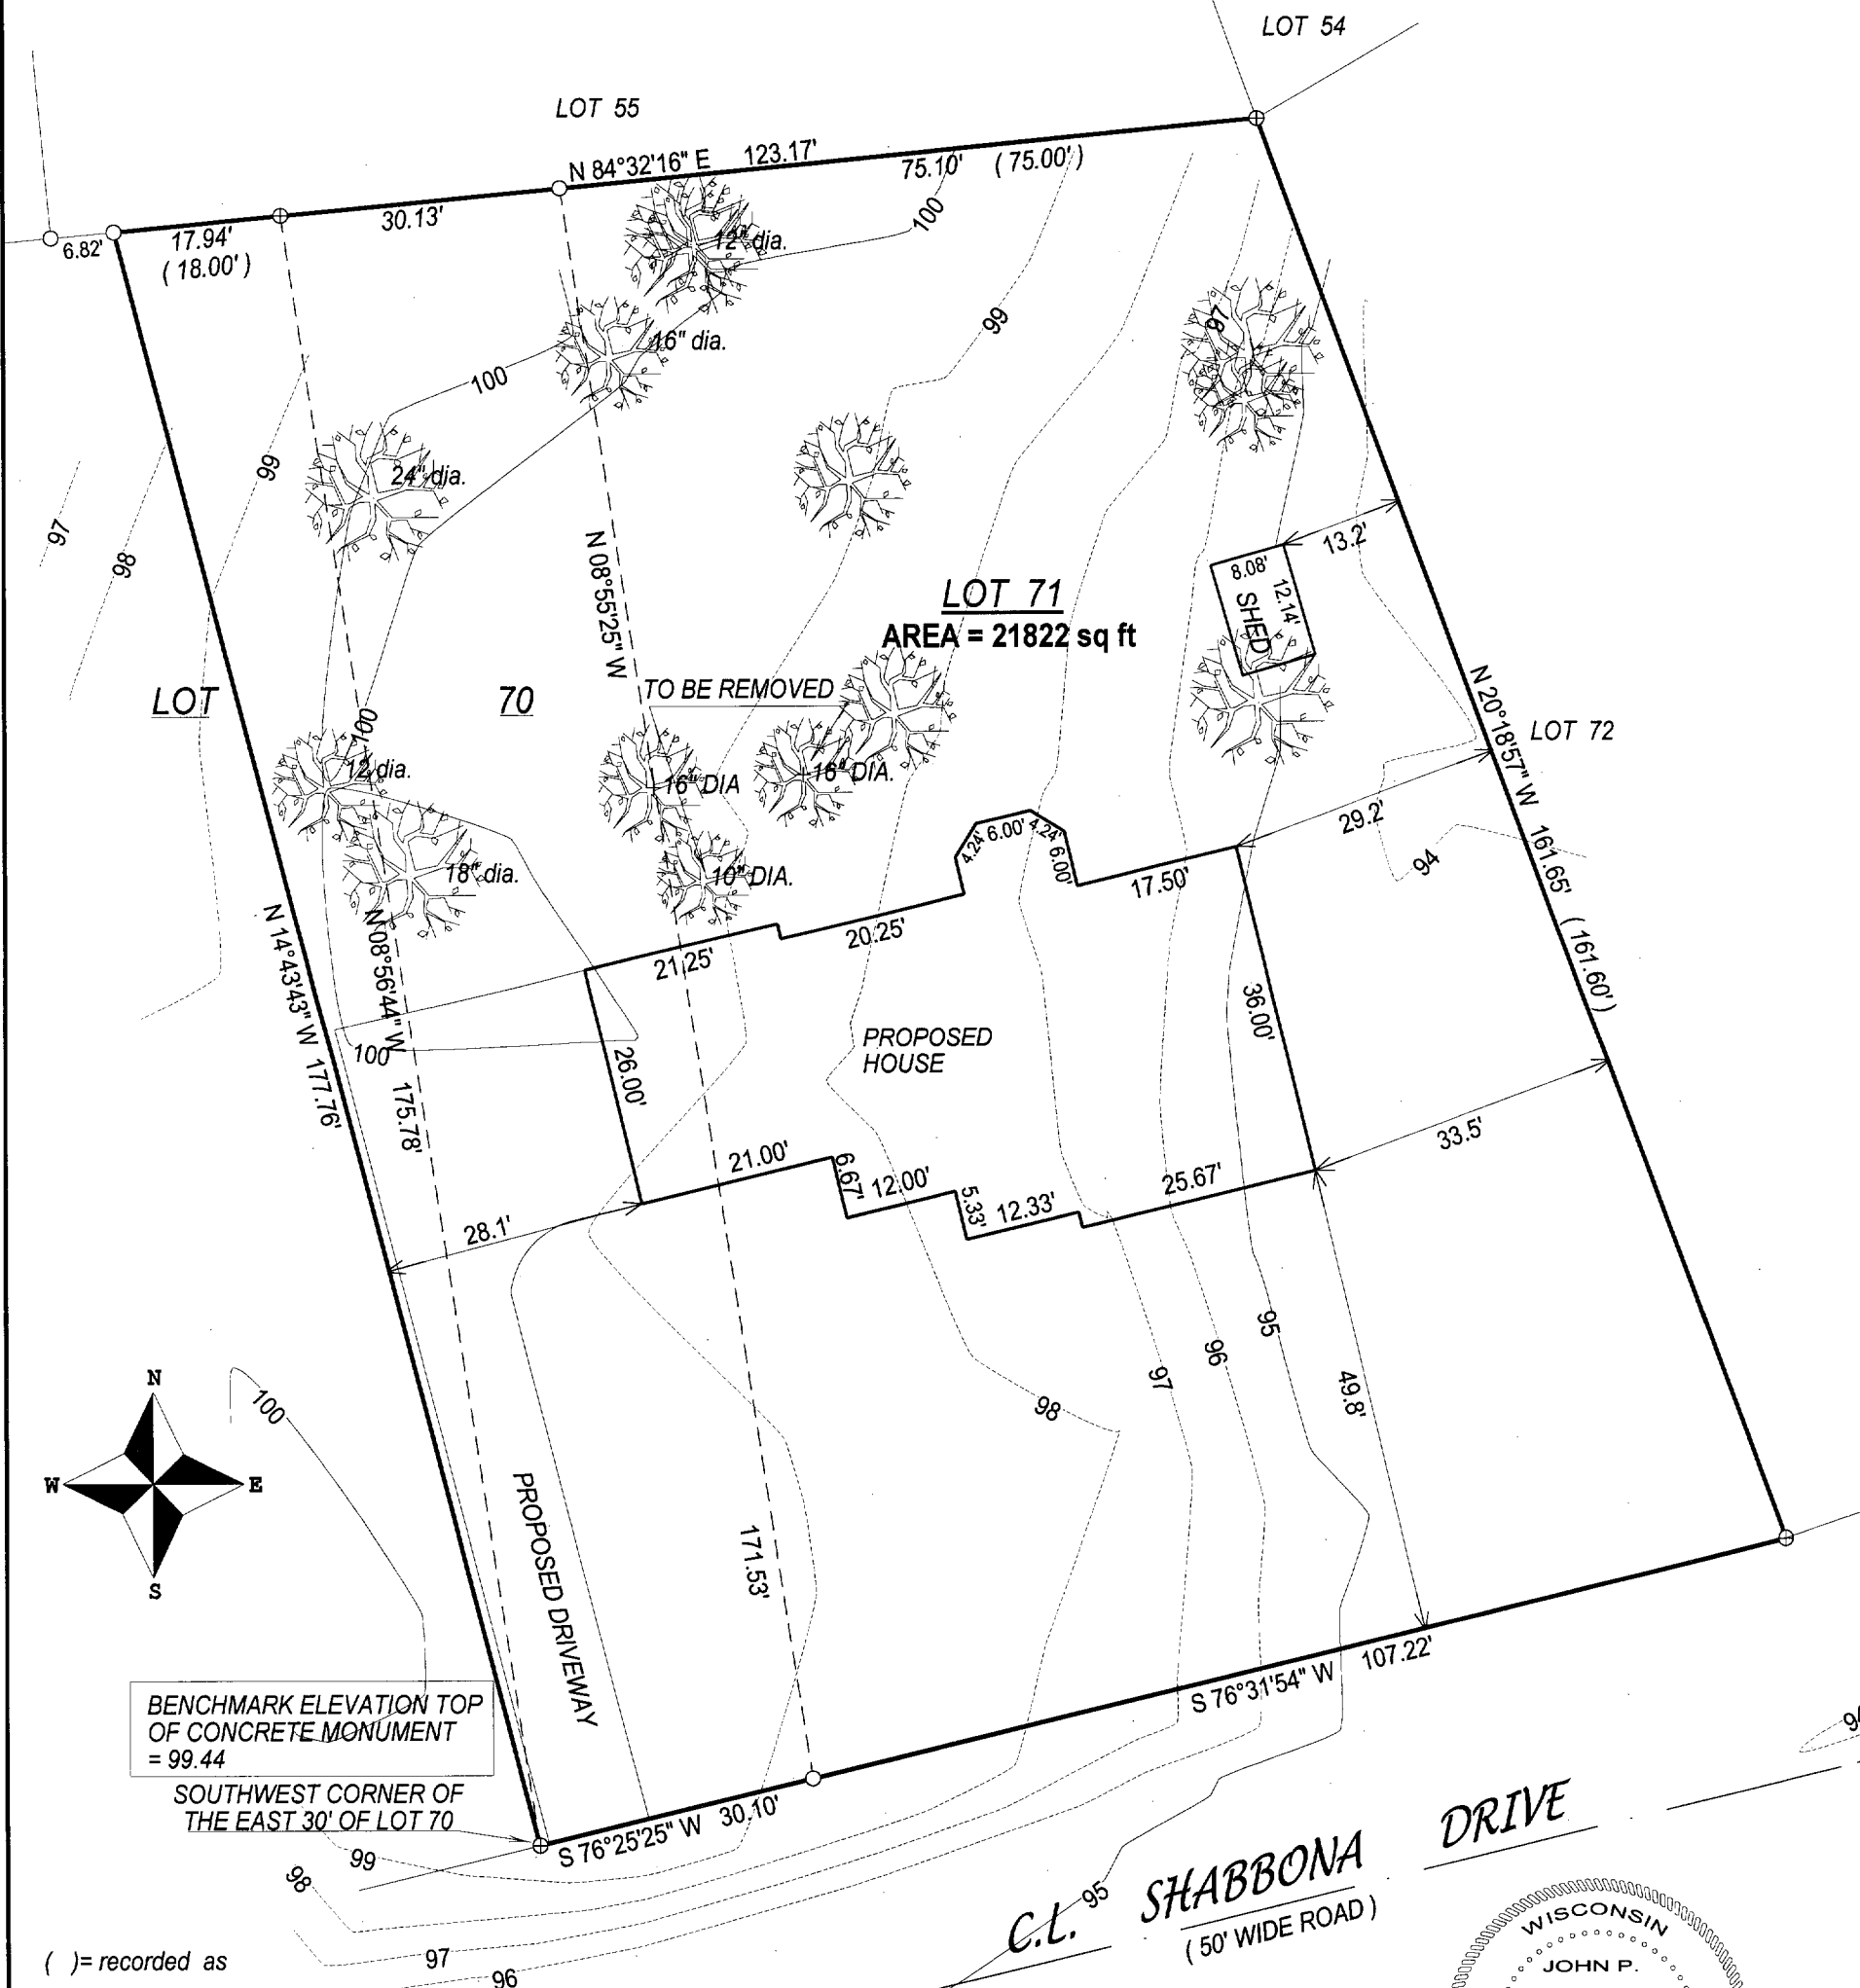 LOT 54
LOT 55
N 84°32'16" E 123.17'
75.10' (75.00')
30.13'
17.94'
(18.00')
6.82'
100
12" dia.
16" dia.
99
97
100
24" dia.
99
97
98
13.2'
8.08'
12.14'
SHED
N 08°55'25" W
LOT 71
AREA = 21822 sq ft
TO BE REMOVED
LOT 70
100
N 20°18'57" W 161.65' (161.60')
LOT 72
12 dia.
16" DIA
16" DIA.
29.2'
94
18" dia.
10" DIA.
4.24'
6.00'
4.24'
6.00'
17.50'
20.25'
21.25'
N 14°43'43" W 177.76'
N 08°56'44" W 175.78'
100
26.00'
36.00'
PROPOSED
HOUSE
33.5'
21.00'
6.67'
12.00'
5.33'
12.33'
25.67'
28.1'
95
96
97
98
49.8'
N
W
E
S
100
PROPOSED DRIVEWAY
171.53'
S 76°31'54" W 107.22'
BENCHMARK ELEVATION TOP
OF CONCRETE MONUMENT
= 99.44
SOUTHWEST CORNER OF
THE EAST 30' OF LOT 70
S 76°25'25" W 30.10'
99
98
97
96
95
C.L. SHABBONA DRIVE
(50' WIDE ROAD)
WISCONSIN
JOHN P.
( )= recorded as